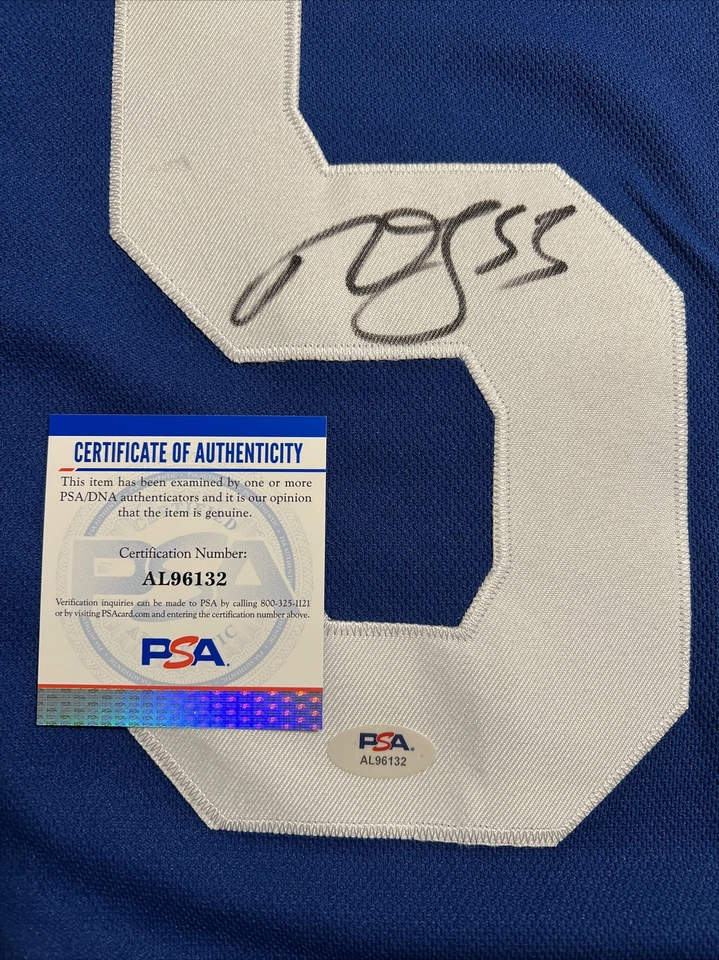 5
53
CERTIFICATE OF AUTHENTICITY
This item has been examined by one or more
PSA/DNA authenticators and it is our opinion
that the item is genuine.
Certification Number:
AL96132
Verification inquiries can be made to PSA by calling 800-325-1121
or by visiting PSAcard.com and entering the certification number above.
PSA.
PSA.
AL96132